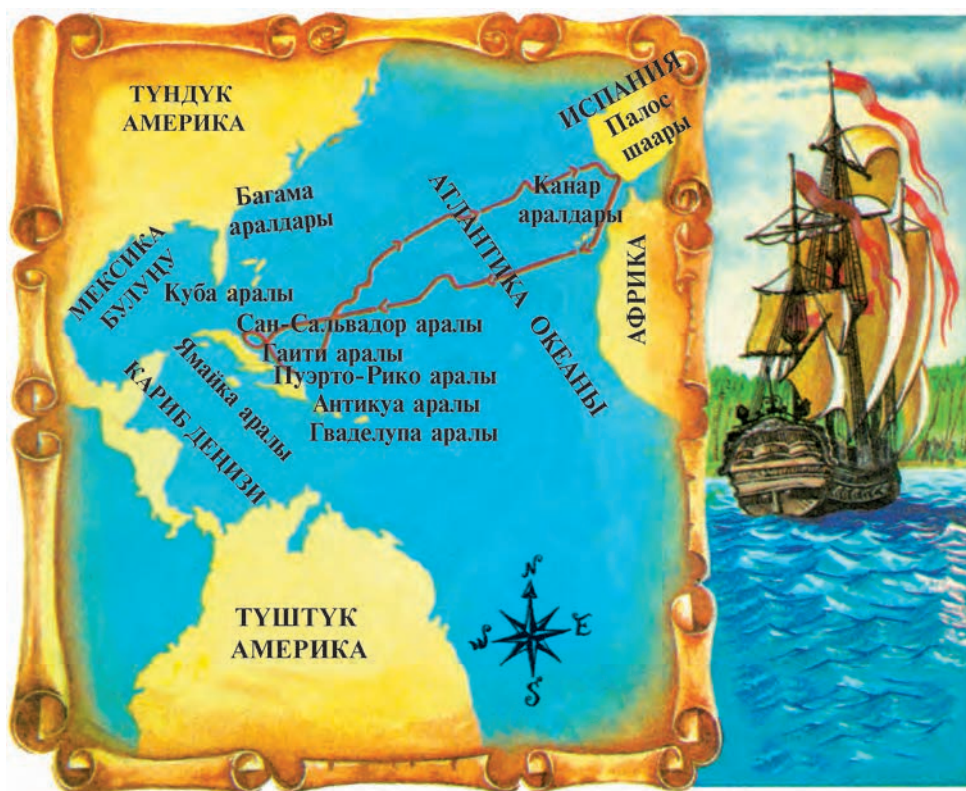 ТҮНДҮК
АМЕРИКА
ИСПАНИЯ
Палос
шаары
Багама
аралдары
Канар
аралдары
АТЛАНТИКА ОКЕАНЫ
МЕКСИКА
БУЛУҢУ
АФРИКА
Куба аралы
Сан-Сальвадор аралы
Гаити аралы
Пуэрто-Рико аралы
Ямайка аралы
Антикуа аралы
Гваделупа аралы
КАРИБ ДЕҢИЗИ
ТҮШТҮК
АМЕРИКА
N
W
E
S